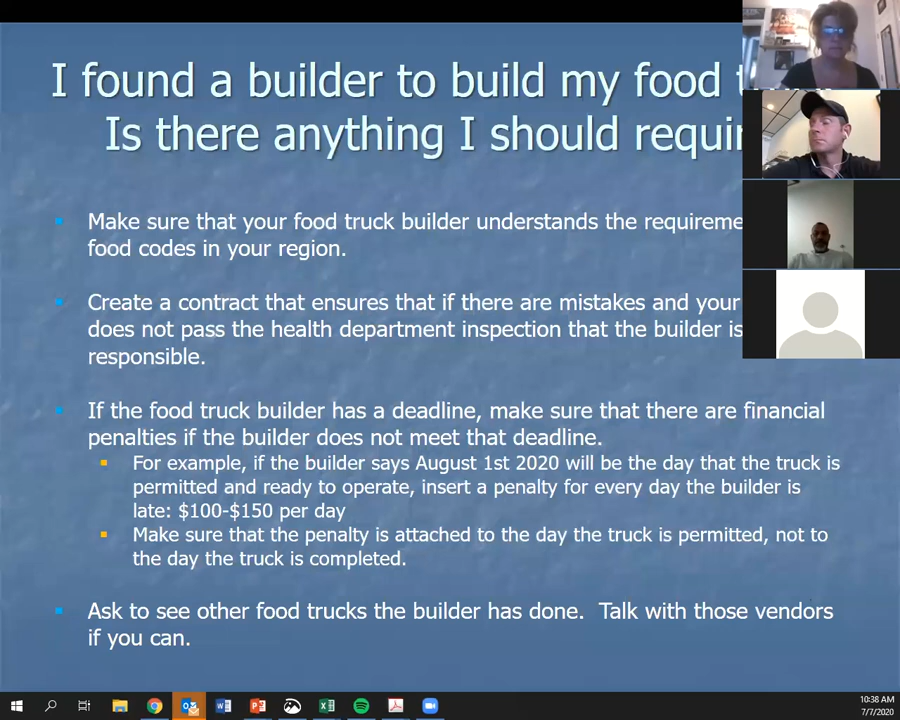 I found a builder to build my food
Is there anything I should
Make sure that your food truck builder understands the
food codes in your region.
Create a contract that ensures that if there are mistakes and your
does not pass the health department inspection that the builder is
responsible.
If the food truck builder has a deadline, make sure that there are financial
penalties if the builder does not meet that deadline.
For example, if the builder says August 1st 2020 will be the day that the truck is
permitted and ready to operate, insert a penalty for every day the builder is
late: $100-$150 per day
Make sure that the penalty is attached to the day the truck is permitted, not to
the day the truck is completed.
Ask to see other food trucks the builder has done. Talk with those vendors
if you can.
10:38 AM
7/7/2020